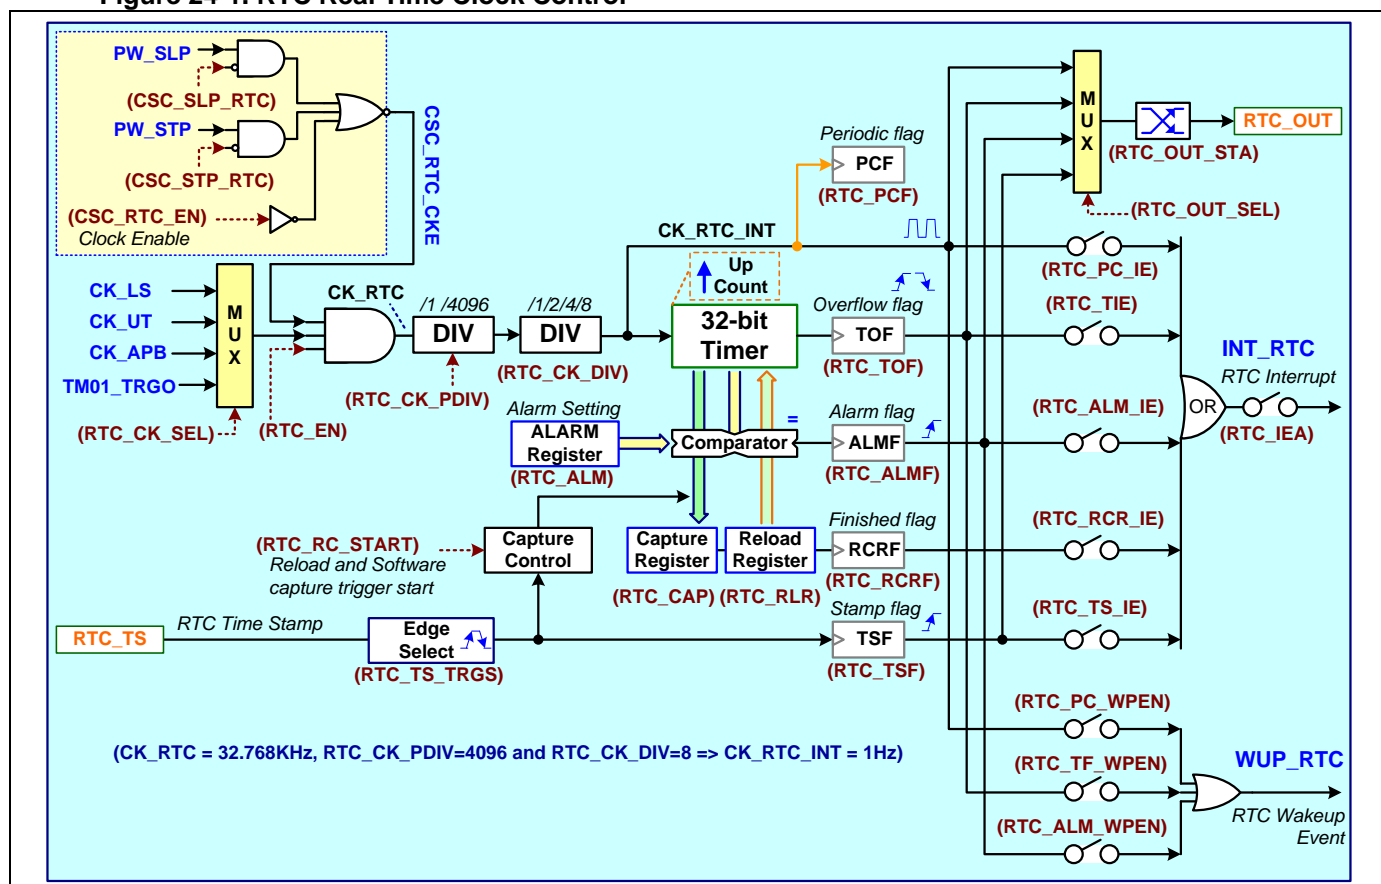 PW_SLP
(CSC_SLP_RTC)
PW_STP
(CSC_STP_RTC)
(CSC_RTC_EN)
Clock Enable
CSC_RTC_CKE
CK_LS
CK_UT
CK_APB
TM01_TRGO
MUX
(RTC_CK_SEL)
(RTC_EN)
CK_RTC
/1 /4096
DIV
(RTC_CK_PDIV)
/1/2/4/8
DIV
(RTC_CK_DIV)
CK_RTC_INT
Up
Count
32-bit
Timer
Periodic flag
PCF
(RTC_PCF)
Overflow flag
TOF
(RTC_TOF)
Alarm Setting
ALARM
Register
(RTC_ALM)
Comparator
=
Alarm flag
ALMF
(RTC_ALMF)
(RTC_RC_START)
Reload and Software
capture trigger start
Capture
Control
Capture
Register
(RTC_CAP)
Reload
Register
(RTC_RLR)
Finished flag
RCRF
(RTC_RCRF)
RTC_TS
RTC Time Stamp
Edge
Select
(RTC_TS_TRGS)
Stamp flag
TSF
(RTC_TSF)
MUX
(RTC_OUT_SEL)
(RTC_OUT_STA)
RTC_OUT
(RTC_PC_IE)
(RTC_TIE)
(RTC_ALM_IE)
(RTC_RCR_IE)
(RTC_TS_IE)
OR
INT_RTC
RTC Interrupt
(RTC_IEA)
(RTC_PC_WPEN)
(RTC_TF_WPEN)
(RTC_ALM_WPEN)
WUP_RTC
RTC Wakeup
Event
(CK_RTC = 32.768KHz, RTC_CK_PDIV=4096 and RTC_CK_DIV=8 => CK_RTC_INT = 1Hz)